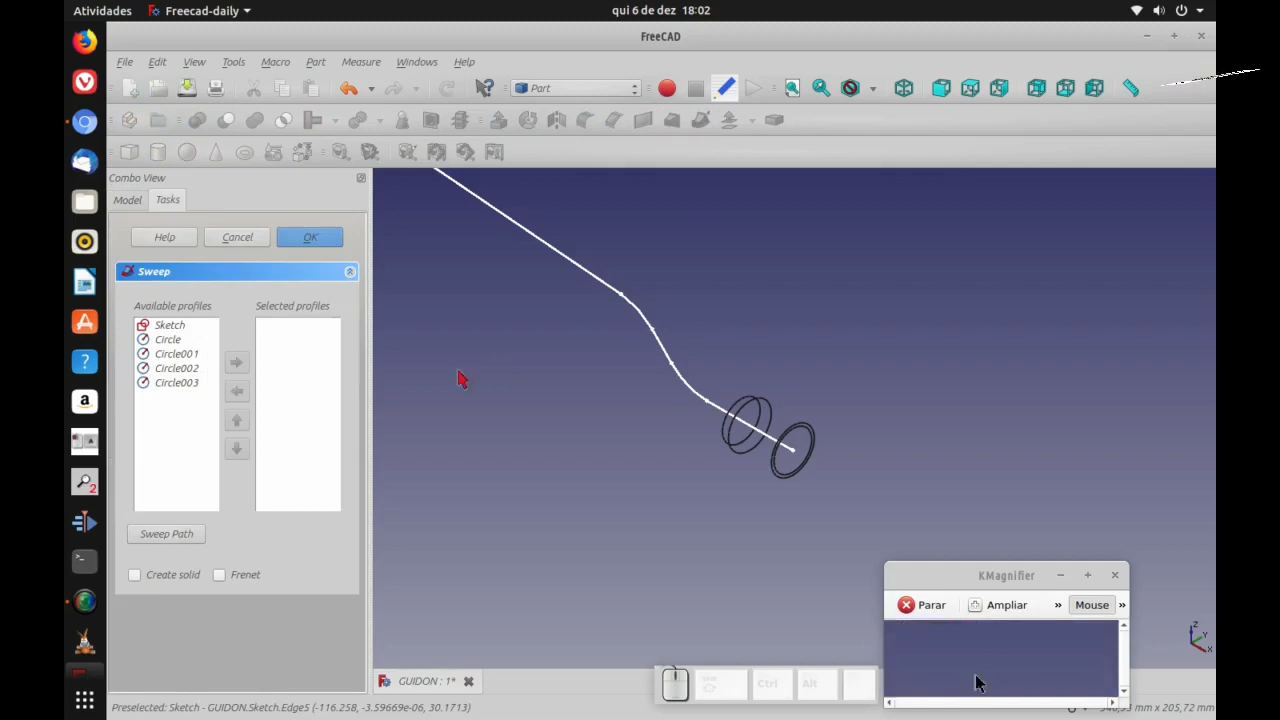 Atividades
Freecad-daily
qui 6 de dez 18:02
FreeCAD
File Edit View Tools Macro Part Measure Windows Help
Part
Combo View
Model Tasks
Help Cancel OK
Sweep
Available profiles Selected profiles
Sketch
Circle
Circle001
Circle002
Circle003
Sweep Path
Create solid Frenet
KMagnifier
Parar Ampliar » Mouse »
Z
Y
X
GUIDON : 1*
Ctrl Alt
Preselected: Sketch - GUIDON.Sketch.Edge5 (-116.258, -3.59669e-06, 30.1713)